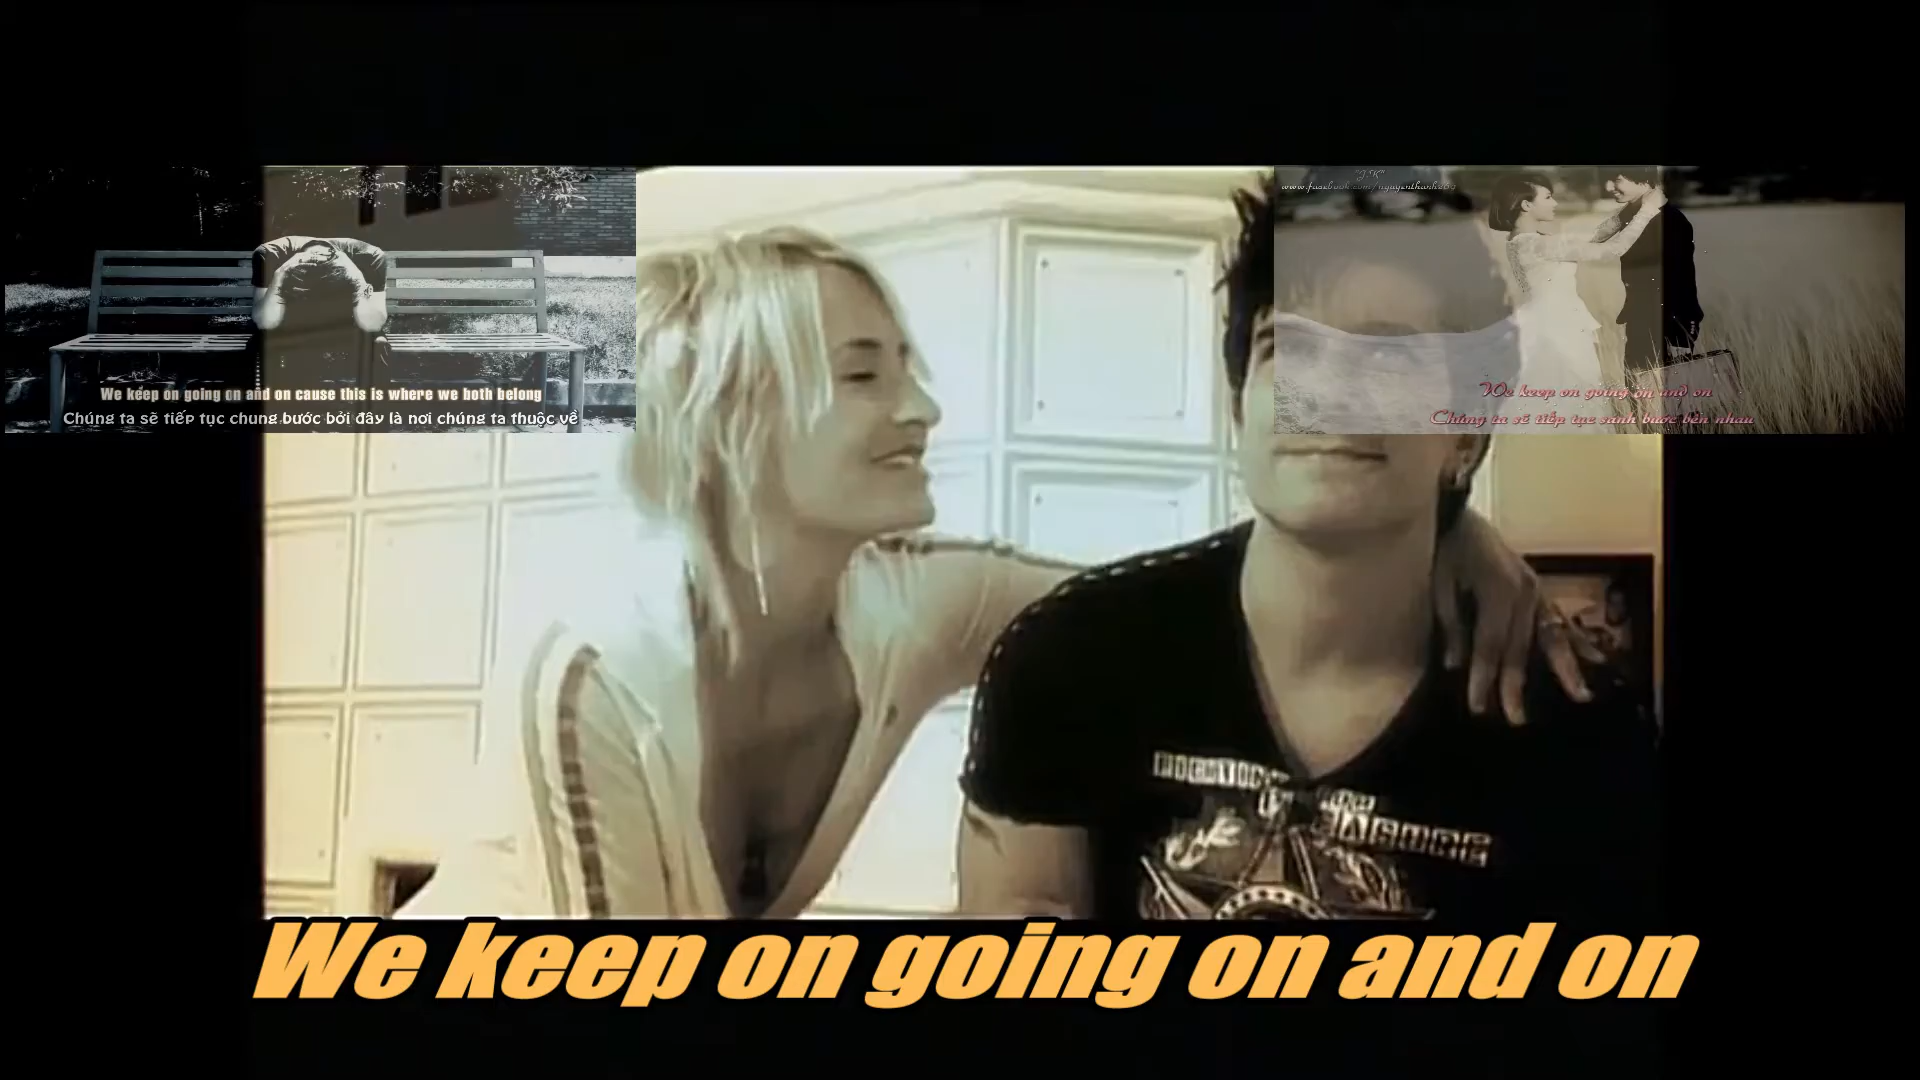 "J.K"
We keep on going on and on cause this is where we both belong
Chúng ta sẽ tiếp tục chung bước bởi đây là nơi chúng ta thuộc về
We keep on going on and on
Chúng ta sẽ tiếp tục sánh bước bên nhau
We keep on going on and on